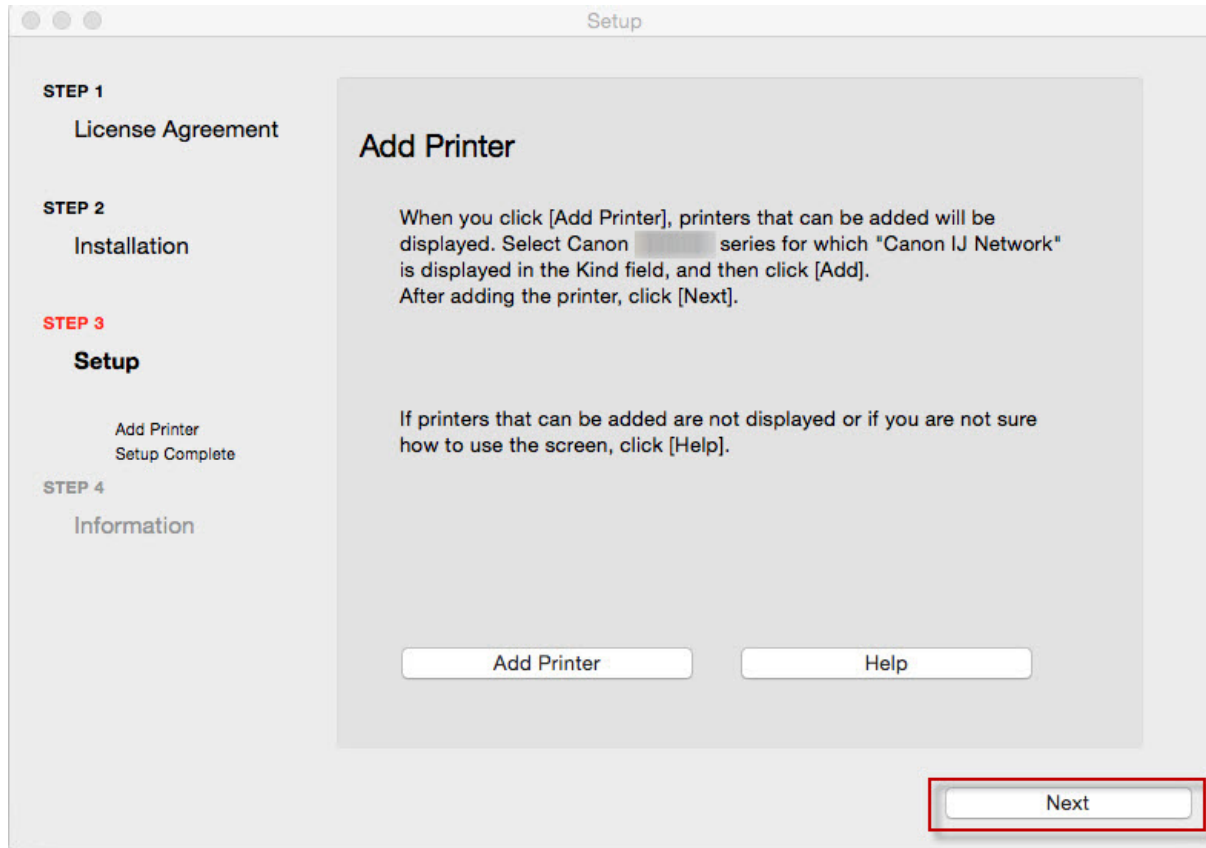 Setup
STEP 1
License Agreement
STEP 2
Installation
STEP 3
Setup
Add Printer
Setup Complete
STEP 4
Information
Add Printer
When you click [Add Printer], printers that can be added will be
displayed. Select Canon series for which "Canon IJ Network"
is displayed in the Kind field, and then click [Add].
After adding the printer, click [Next].
If printers that can be added are not displayed or if you are not sure
how to use the screen, click [Help].
Add Printer
Help
Next